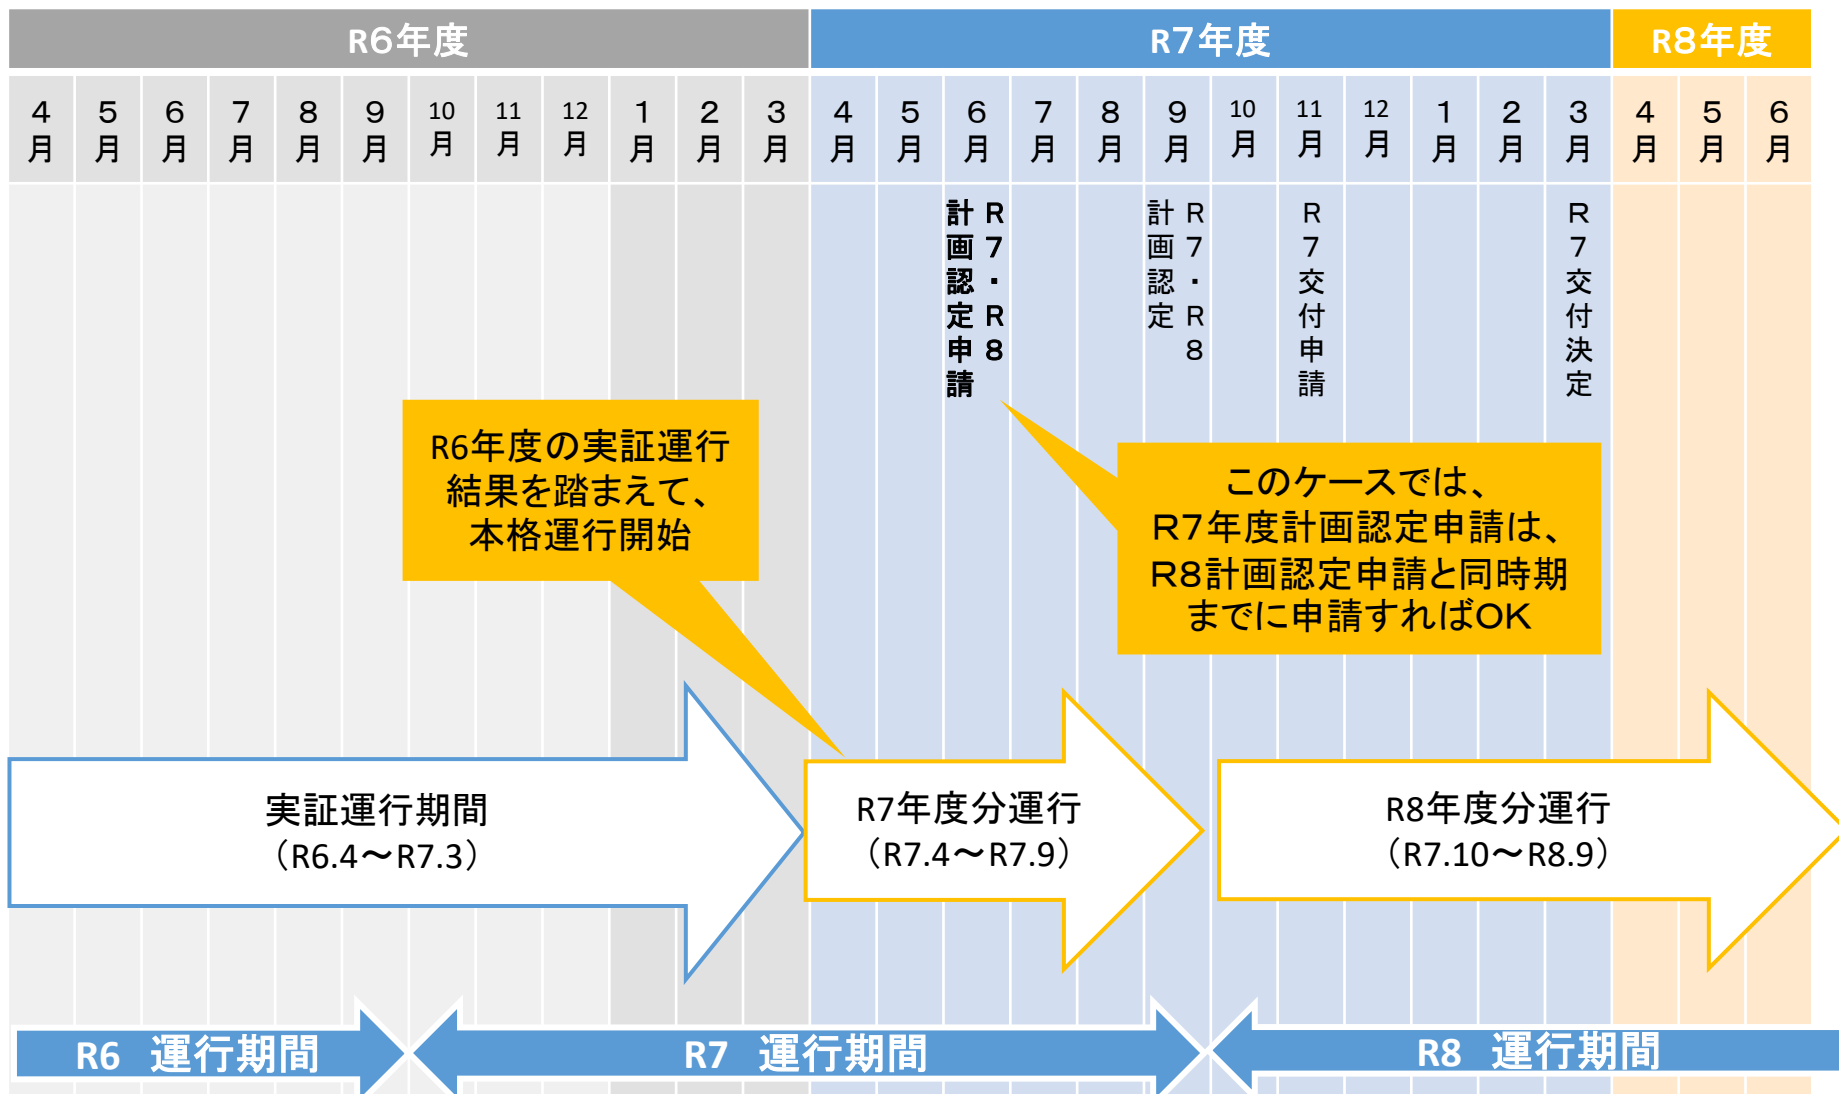 R6年度
R7年度
R8年度
4月
5月
6月
7月
8月
9月
10月
11月
12月
1月
2月
3月
4月
5月
6月
7月
8月
9月
10月
11月
12月
1月
2月
3月
4月
5月
6月
R7・R8
計画認定申請
R7・R8
計画認定
R7交付申請
R7交付決定
R6年度の実証運行
結果を踏まえて、
本格運行開始
このケースでは、
R7年度計画認定申請は、
R8計画認定申請と同時期
までに申請すればOK
実証運行期間
（R6.4～R7.3）
R7年度分運行
（R7.4～R7.9）
R8年度分運行
（R7.10～R8.9）
R6　運行期間
R7　運行期間
R8　運行期間